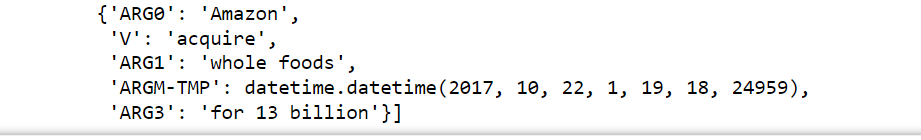 {'ARG0': 'Amazon',
'V': 'acquire',
'ARG1': 'whole foods',
'ARGM-TMP': datetime.datetime(2017, 10, 22, 1, 19, 18, 24959),
'ARG3': 'for 13 billion'}]